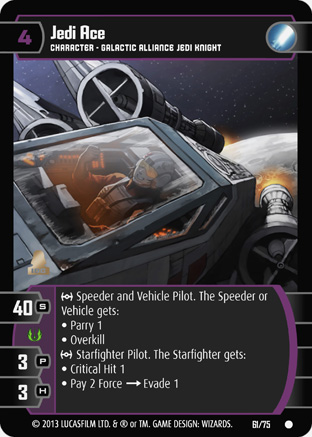 4
Jedi Ace
CHARACTER - GALACTIC ALLIANCE JEDI KNIGHT
40 S
3 P
3 H
Speeder and Vehicle Pilot. The Speeder or
Vehicle gets:
• Parry 1
• Overkill
Starfighter Pilot. The Starfighter gets:
• Critical Hit 1
• Pay 2 Force → Evade 1
© 2013 LUCASFILM LTD. & ® or TM. GAME DESIGN: WIZARDS.
61/75